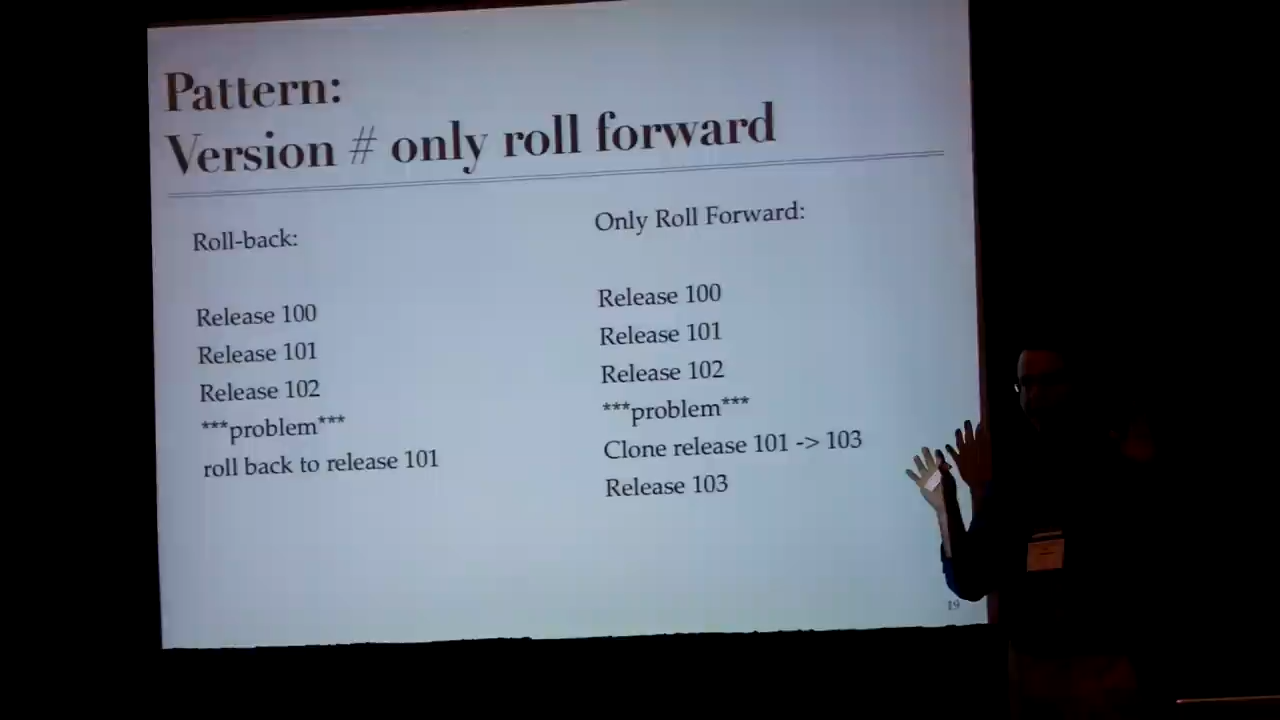 Pattern:
Version # only roll forward
Roll-back:
Release 100
Release 101
Release 102
***problem***
roll back to release 101
Only Roll Forward:
Release 100
Release 101
Release 102
***problem***
Clone release 101 -> 103
Release 103
19